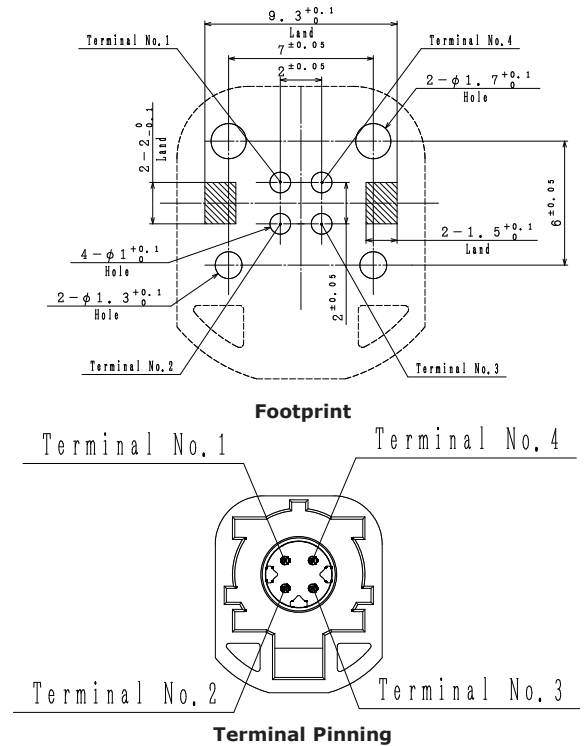 9.3+0.1 0
Land
Terminal No.1
7±0.05
Terminal No.4
2±0.05
2-φ1.7+0.1 0
Hole
2-2 0 -0.1
Land
6±0.05
2-1.5+0.1 0
Land
4-φ1+0.1 0
Hole
2-φ1.3+0.1 0
Hole
2±0.05
Terminal No.2
Terminal No.3
Footprint
Terminal No.1
Terminal No.4
Terminal No.2
Terminal No.3
Terminal Pinning